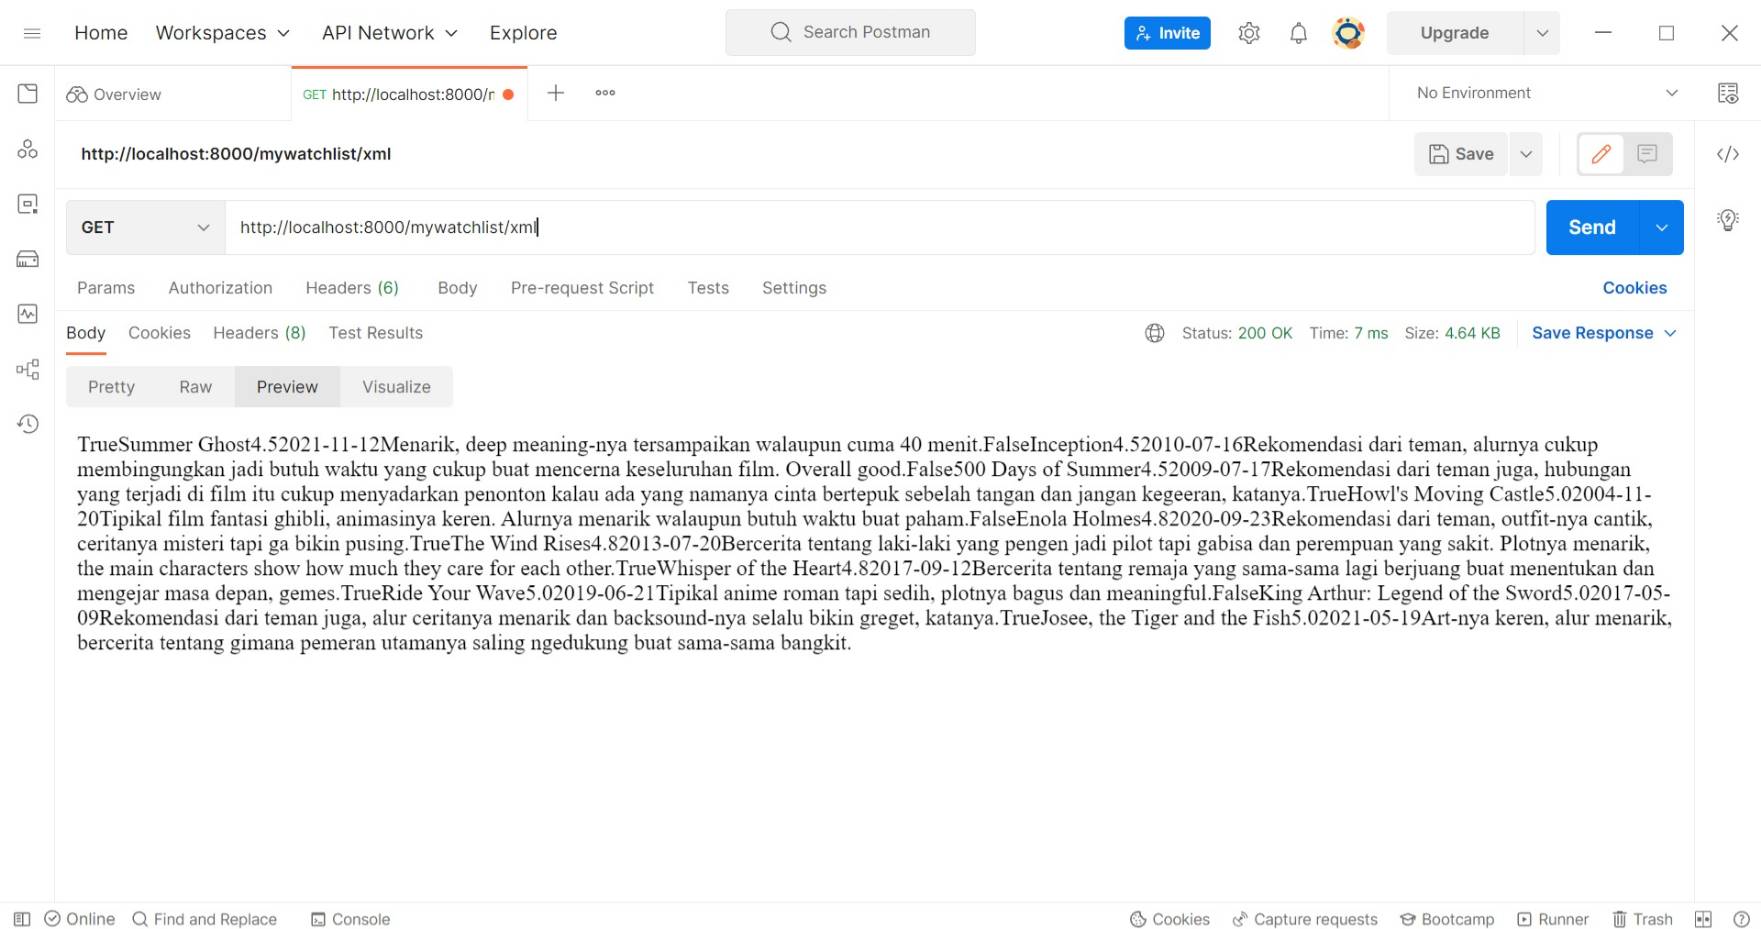 Home Workspaces API Network Explore Search Postman Invite Upgrade
Overview GET http://localhost:8000/r No Environment
http://localhost:8000/mywatchlist/xml Save
GET http://localhost:8000/mywatchlist/xml Send
Params Authorization Headers (6) Body Pre-request Script Tests Settings Cookies
Body Cookies Headers (8) Test Results Status: 200 OK Time: 7 ms Size: 4.64 KB Save Response
Pretty Raw Preview Visualize
TrueSummer Ghost4.52021-11-12Menarik, deep meaning-nya tersampaikan walaupun cuma 40 menit.FalseInception4.52010-07-16Rekomendasi dari teman, alurnya cukup
membingungkan jadi butuh waktu yang cukup buat mencerna keseluruhan film. Overall good.False500 Days of Summer4.52009-07-17Rekomendasi dari teman juga, hubungan
yang terjadi di film itu cukup menyadarkan penonton kalau ada yang namanya cinta bertepuk sebelah tangan dan jangan kegeeran, katanya.TrueHowl's Moving Castle5.02004-11-
20Tipikal film fantasi ghibli, animasinya keren. Alurnya menarik walaupun butuh waktu buat paham.FalseEnola Holmes4.82020-09-23Rekomendasi dari teman, outfit-nya cantik,
ceritanya misteri tapi ga bikin pusing.TrueThe Wind Rises4.82013-07-20Bercerita tentang laki-laki yang pengen jadi pilot tapi gabisa dan perempuan yang sakit. Plotnya menarik,
the main characters show how much they care for each other.TrueWhisper of the Heart4.82017-09-12Bercerita tentang remaja yang sama-sama lagi berjuang buat menentukan dan
mengejar masa depan, gemes.TrueRide Your Wave5.02019-06-21Tipikal anime roman tapi sedih, plotnya bagus dan meaningful.FalseKing Arthur: Legend of the Sword5.02017-05-
09Rekomendasi dari teman juga, alur ceritanya menarik dan backsound-nya selalu bikin greget, katanya.TrueJosee, the Tiger and the Fish5.02021-05-19Art-nya keren, alur menarik,
bercerita tentang gimana pemeran utamanya saling ngedukung buat sama-sama bangkit.
Online Find and Replace Console Cookies Capture requests Bootcamp Runner Trash